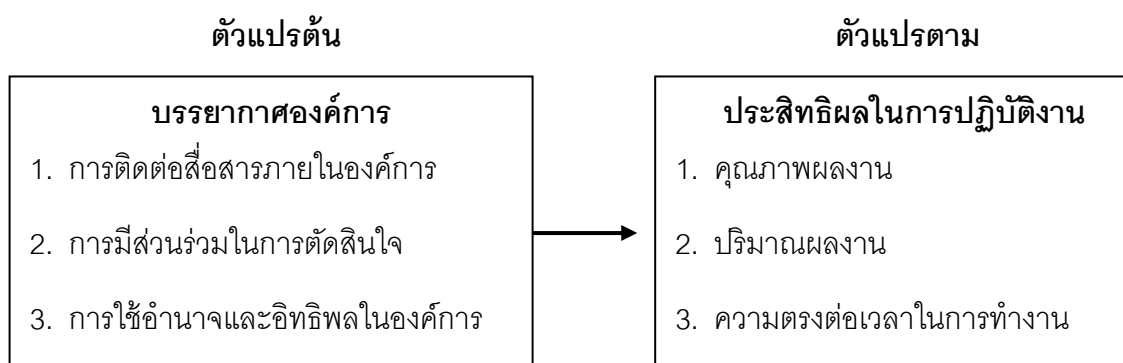 ตัวแปรต้น
ตัวแปรตาม
บรรยากาศองค์การ
1. การติดต่อสื่อสารภายในองค์การ
2. การมีส่วนร่วมในการตัดสินใจ
3. การใช้อำนาจและอิทธิพลในองค์การ
ประสิทธิผลในการปฏิบัติงาน
1. คุณภาพผลงาน
2. ปริมาณผลงาน
3. ความตรงต่อเวลาในการทำงาน